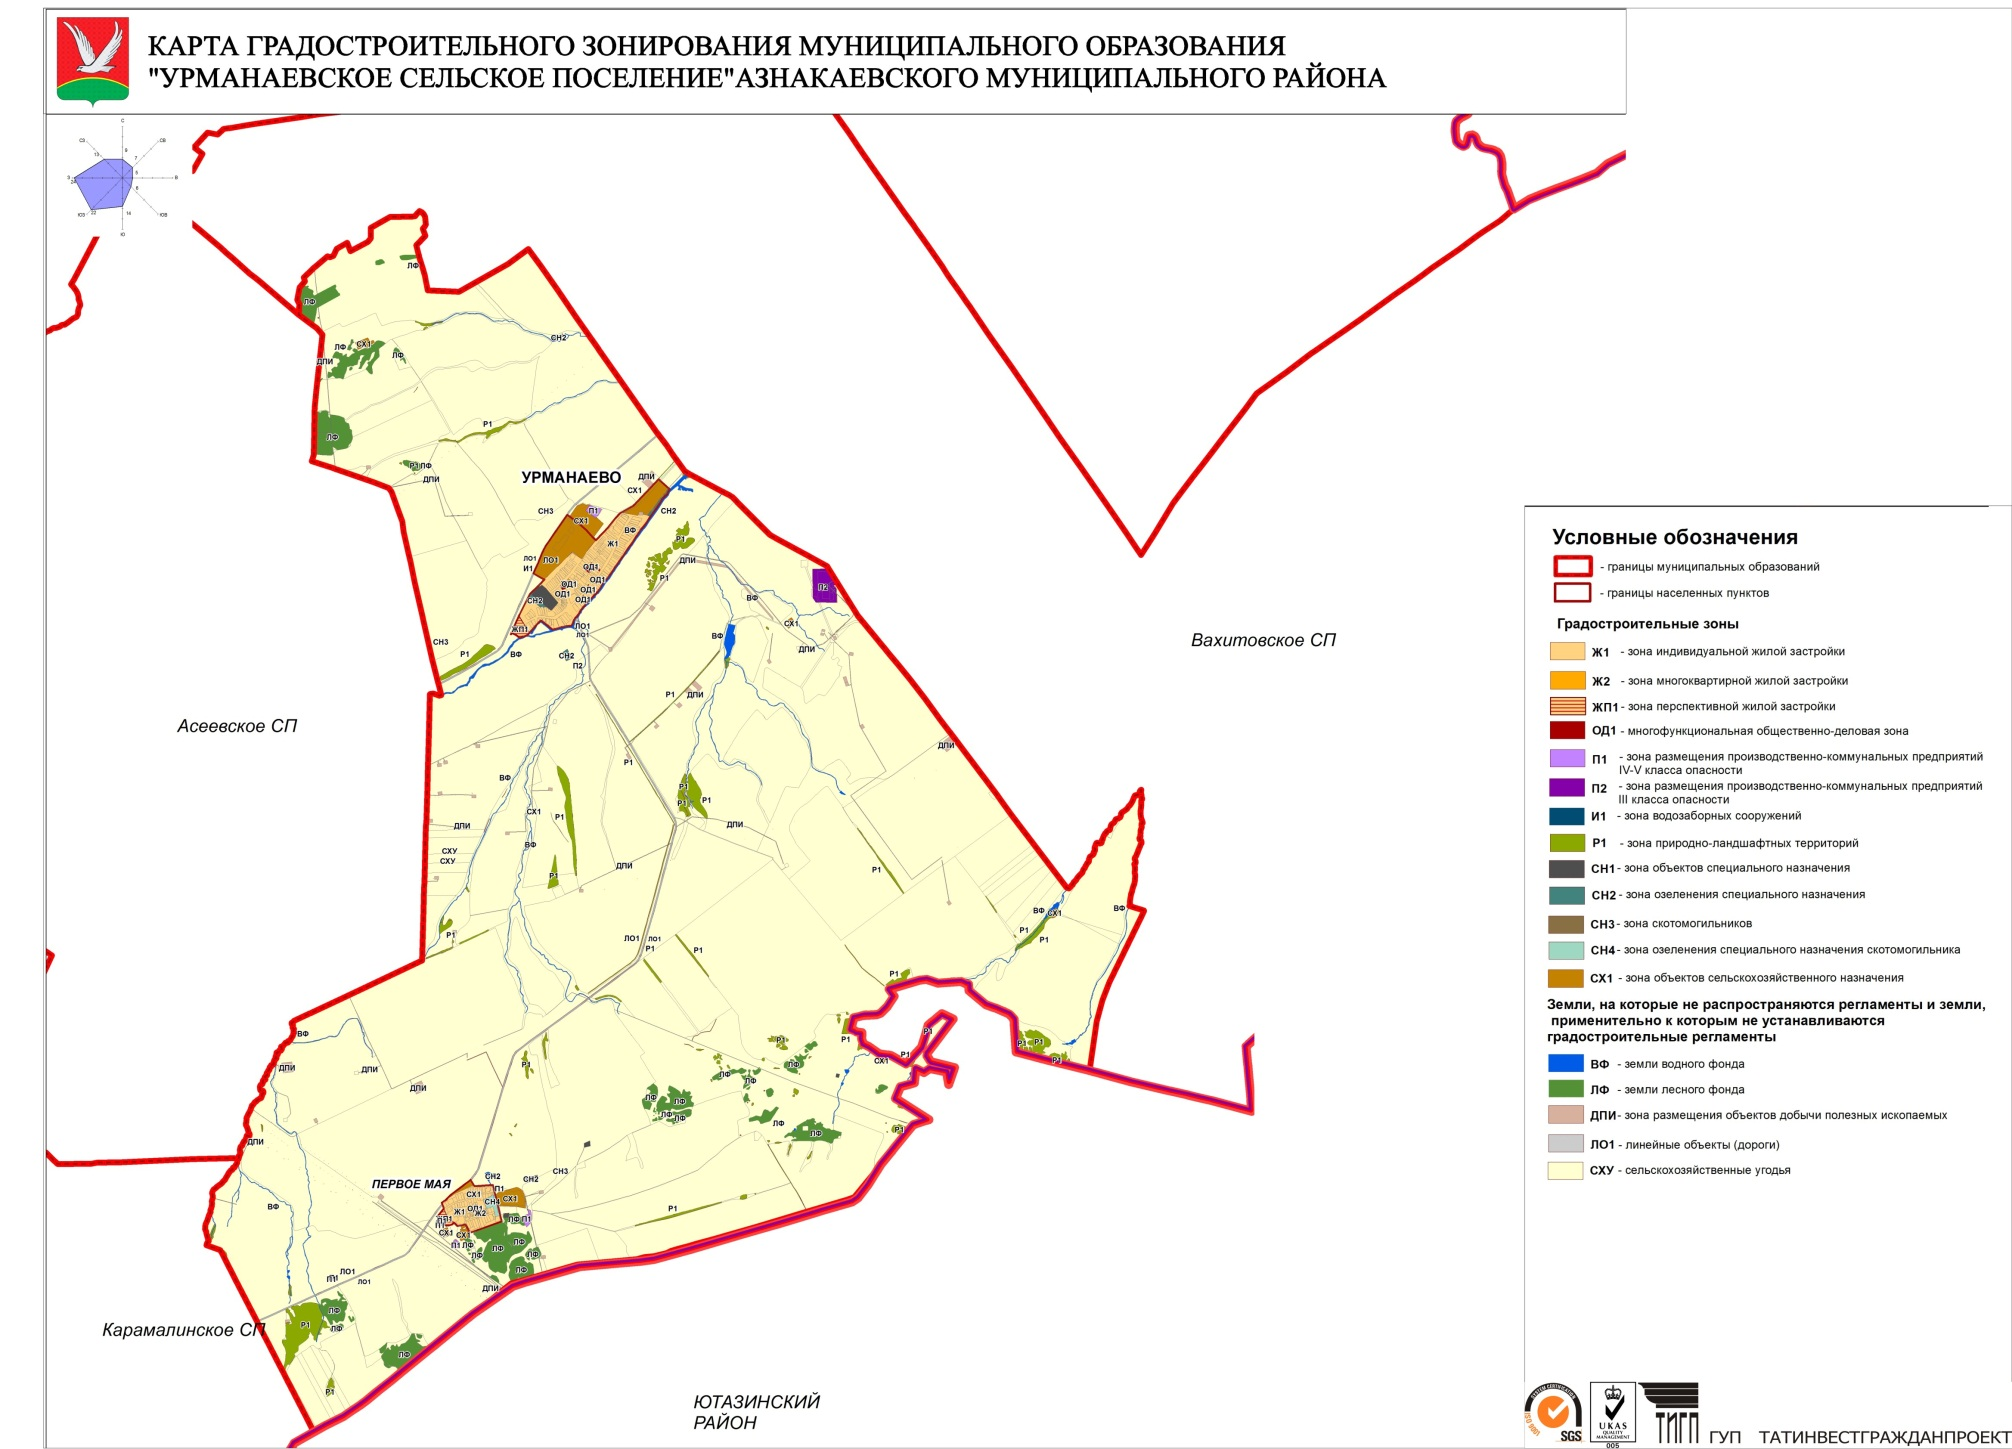 КАРТА ГРАДОСТРОИТЕЛЬНОГО ЗОНИРОВАНИЯ МУНИЦИПАЛЬНОГО ОБРАЗОВАНИЯ
"УРМАНАЕВСКОЕ СЕЛЬСКОЕ ПОСЕЛЕНИЕ"АЗНАКАЕВСКОГО МУНИЦИПАЛЬНОГО РАЙОНА
УРМАНАЕВО
Вахитовское СП
Асеевское СП
ПЕРВОЕ МАЯ
Карамалинское СП
ЮТАЗИНСКИЙ
РАЙОН
Условные обозначения
- границы муниципальных образований
- границы населенных пунктов
Градостроительные зоны
Ж1 - зона индивидуальной жилой застройки
Ж2 - зона многоквартирной жилой застройки
ЖП1 - зона перспективной жилой застройки
ОД1 - многофункциональная общественно-деловая зона
П1 - зона размещения производственно-коммунальных предприятий
IV-V класса опасности
П2 - зона размещения производственно-коммунальных предприятий
III класса опасности
И1 - зона водозаборных сооружений
Р1 - зона природно-ландшафтных территорий
СН1 - зона объектов специального назначения
СН2 - зона озеленения специального назначения
СН3 - зона скотомогильников
СН4 - зона озеленения специального назначения скотомогильника
СХ1 - зона объектов сельскохозяйственного назначения
Земли, на которые не распространяются регламенты и земли,
применительно к которым не устанавливаются
градостроительные регламенты
ВФ - земли водного фонда
ЛФ - земли лесного фонда
ДПИ - зона размещения объектов добычи полезных ископаемых
ЛО1 - линейные объекты (дороги)
СХУ - сельскохозяйственные угодья
SGS
UKAS
QUALITY
MANAGEMENT
005
ТИГП
ГУП ТАТИНВЕСТГРАЖДАНПРОЕКТ